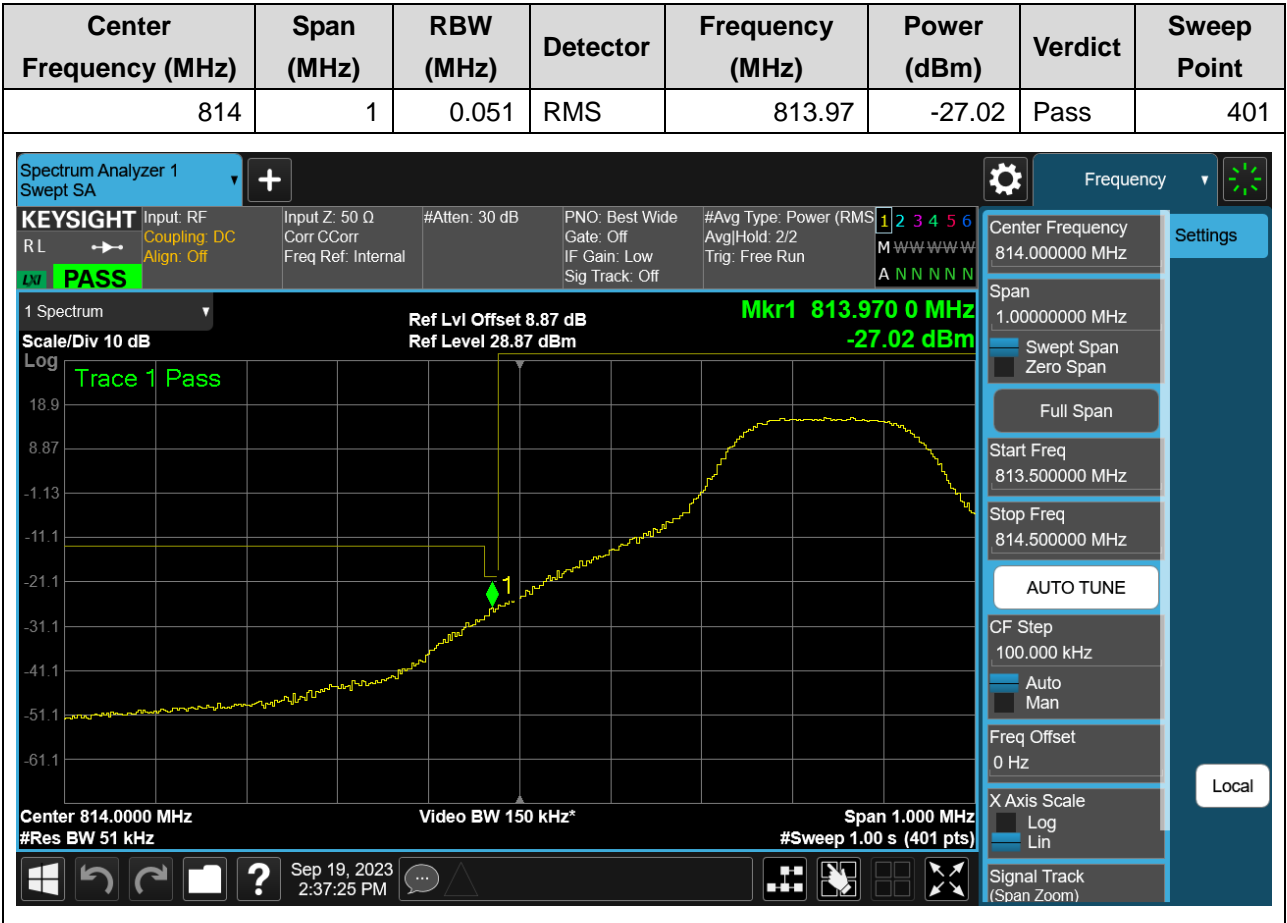 Center Frequency (MHz) Span (MHz) RBW (MHz) Detector Frequency (MHz) Power (dBm) Verdict Sweep Point
814 1 0.051 RMS 813.97 -27.02 Pass 401
Spectrum Analyzer 1
Swept SA
Frequency
KEYSIGHT Input: RF Input Z: 50 Ω #Atten: 30 dB PNO: Best Wide #Avg Type: Power (RMS 1 2 3 4 5 6
R L Coupling: DC Corr CCorr Gate: Off Avg|Hold: 2/2 M W W W W W
Align: Off Freq Ref: Internal IF Gain: Low Trig: Free Run
LXI PASS Sig Track: Off A N N N N N
1 Spectrum
Ref Lvl Offset 8.87 dB
Mkr1 813.970 0 MHz
Scale/Div 10 dB
Ref Level 28.87 dBm
-27.02 dBm
Log
Trace 1 Pass
18.9
8.87
-1.13
-11.1
-21.1
1
-31.1
-41.1
-51.1
-61.1
Center 814.0000 MHz Video BW 150 kHz* Span 1.000 MHz
#Res BW 51 kHz #Sweep 1.00 s (401 pts)
Center Frequency
814.000000 MHz
Settings
Span
1.00000000 MHz
Swept Span
Zero Span
Full Span
Start Freq
813.500000 MHz
Stop Freq
814.500000 MHz
AUTO TUNE
CF Step
100.000 kHz
Auto
Man
Freq Offset
0 Hz
Local
X Axis Scale
Log
Lin
Signal Track
(Span Zoom)
?
Sep 19, 2023
2:37:25 PM